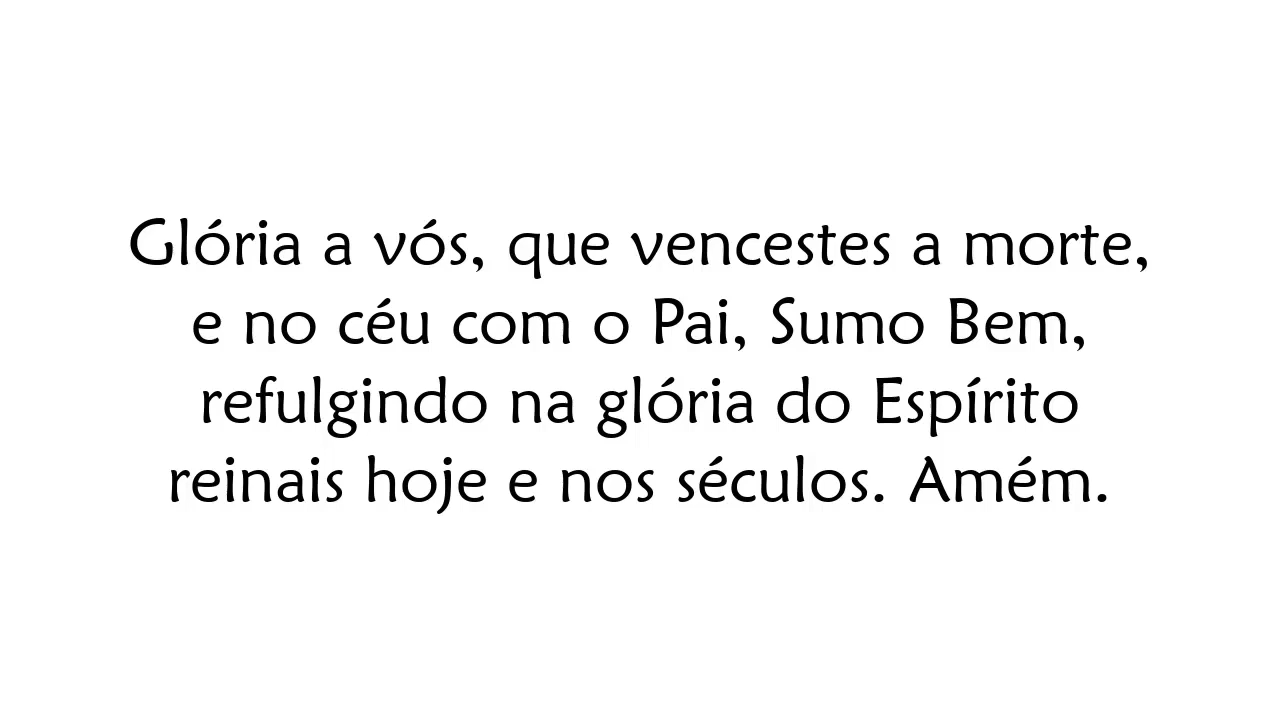 Glória a vós, que vencestes a morte,
e no céu com o Pai, Sumo Bem,
refulgindo na glória do Espírito
reinais hoje e nos séculos. Amém.